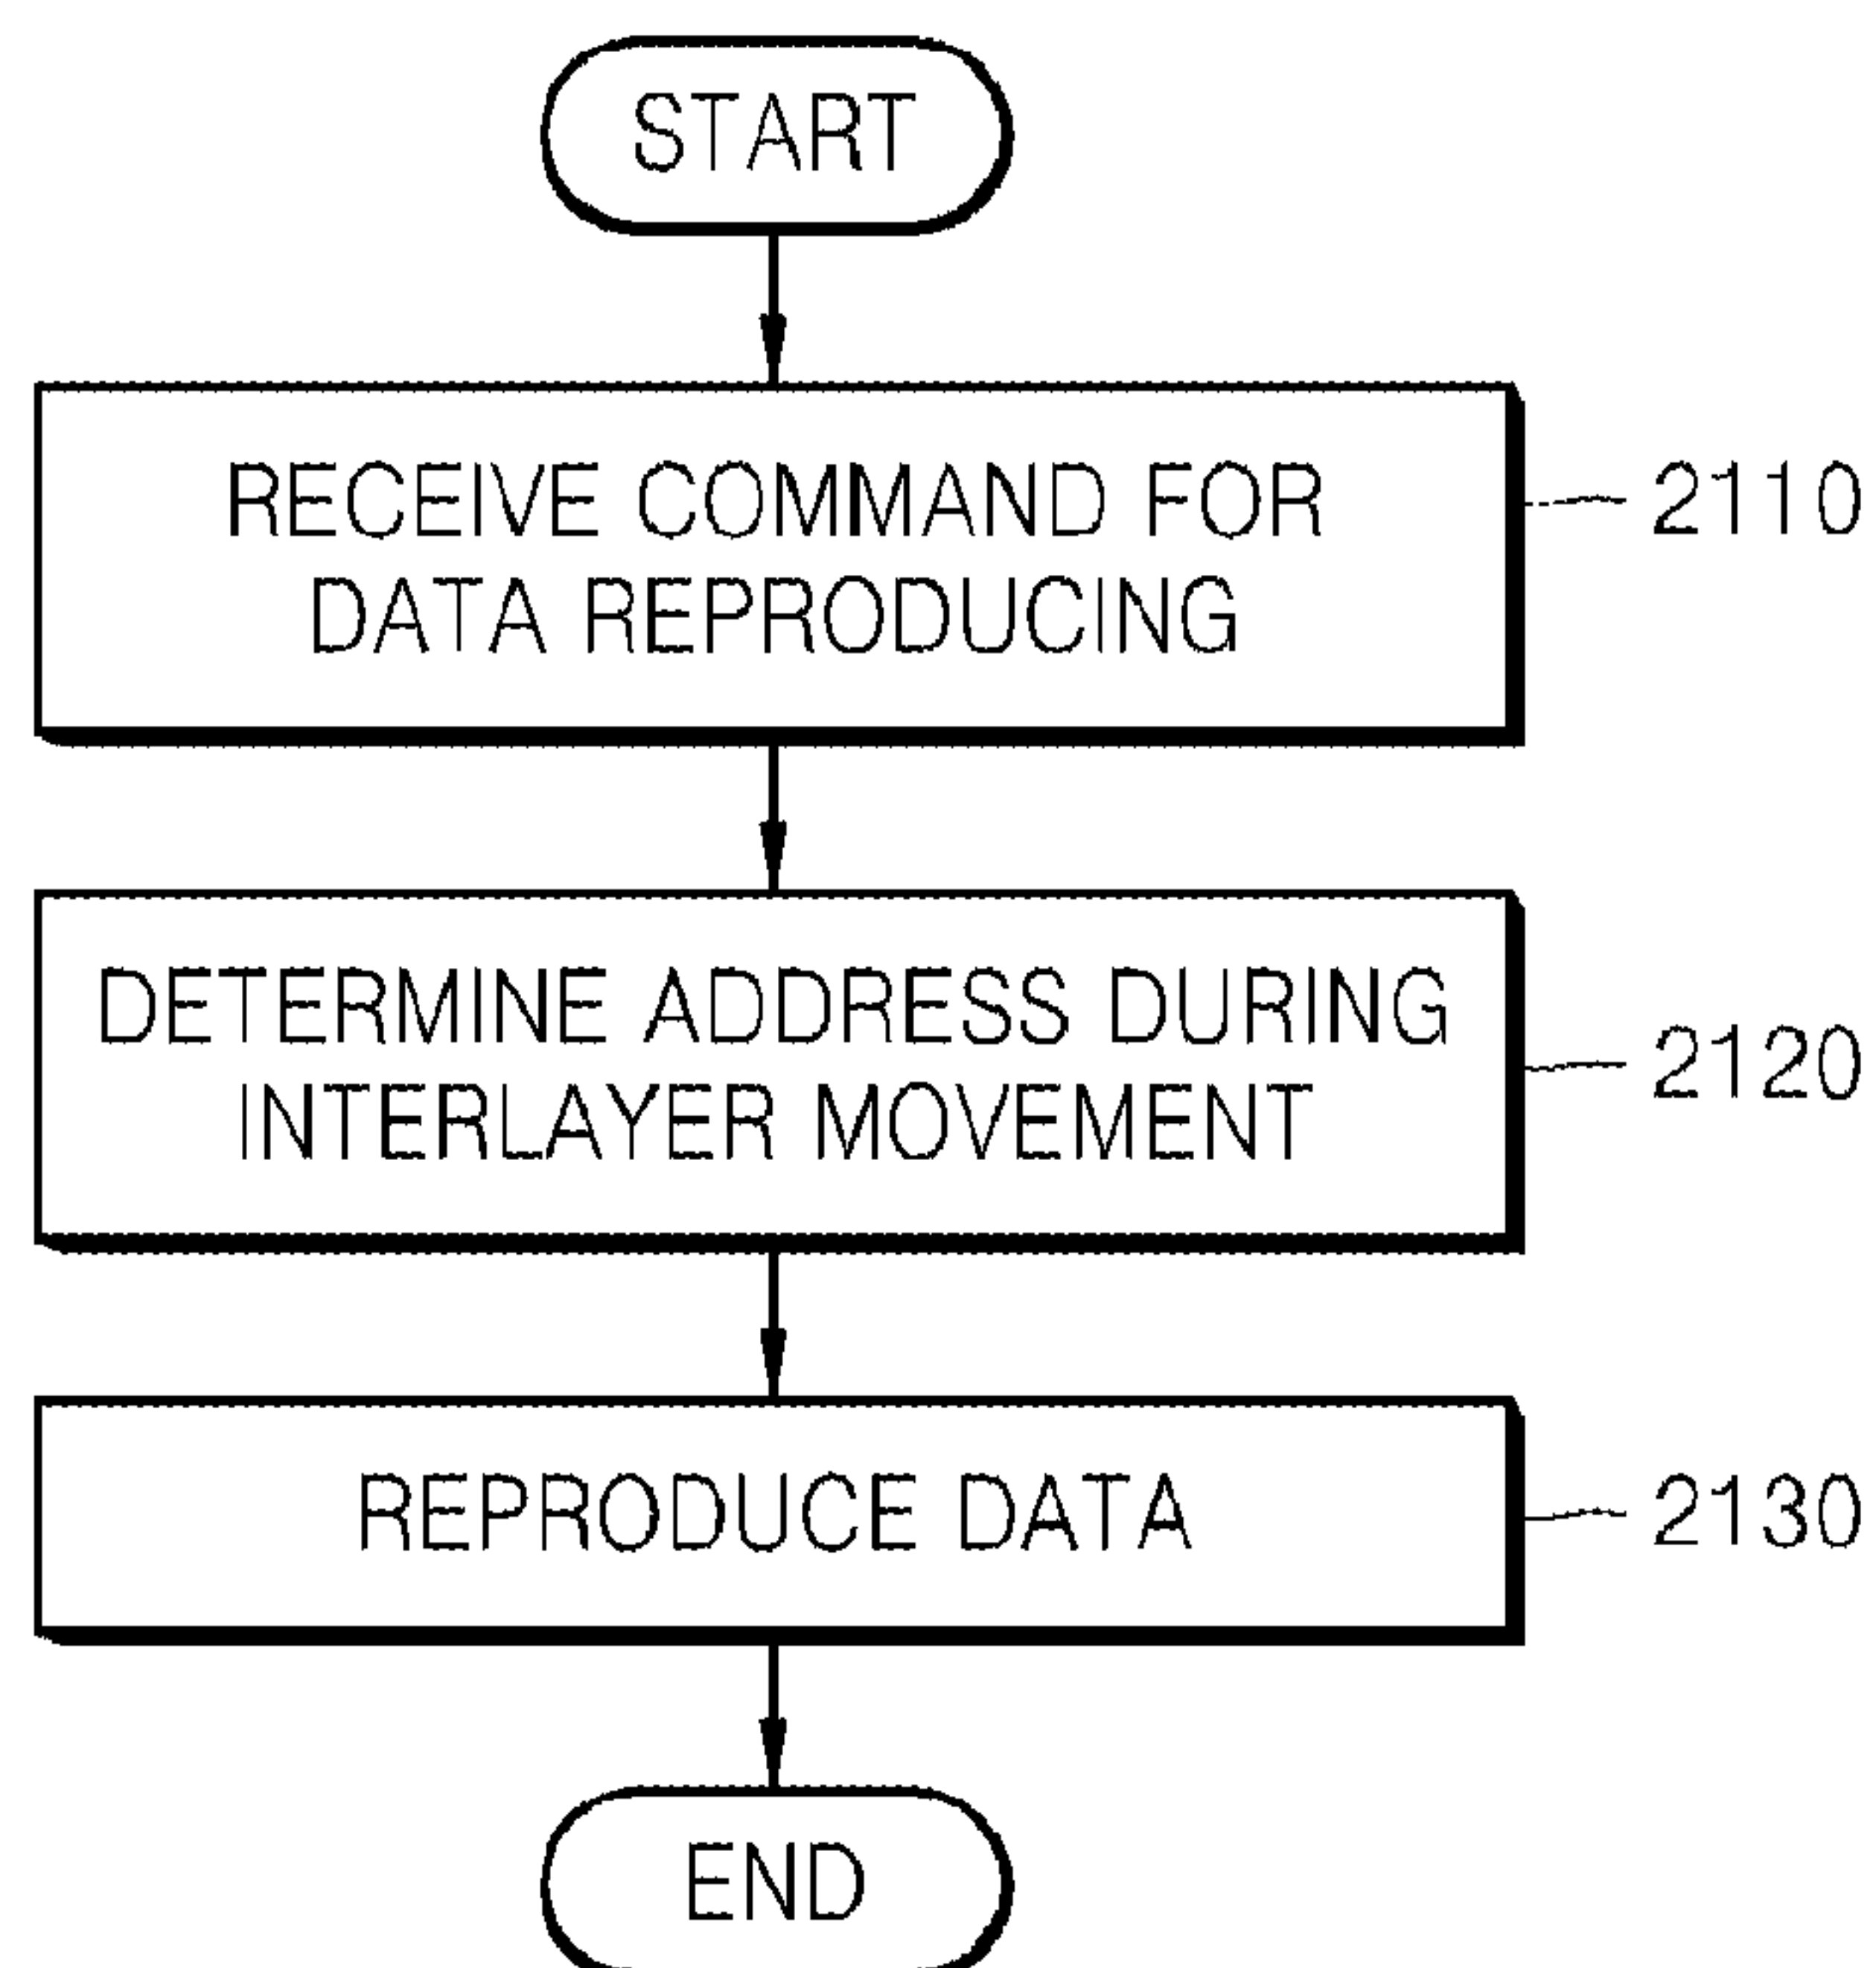 START
RECEIVE COMMAND FOR
DATA REPRODUCING
2110
DETERMINE ADDRESS DURING
INTERLAYER MOVEMENT
2120
REPRODUCE DATA
2130
END